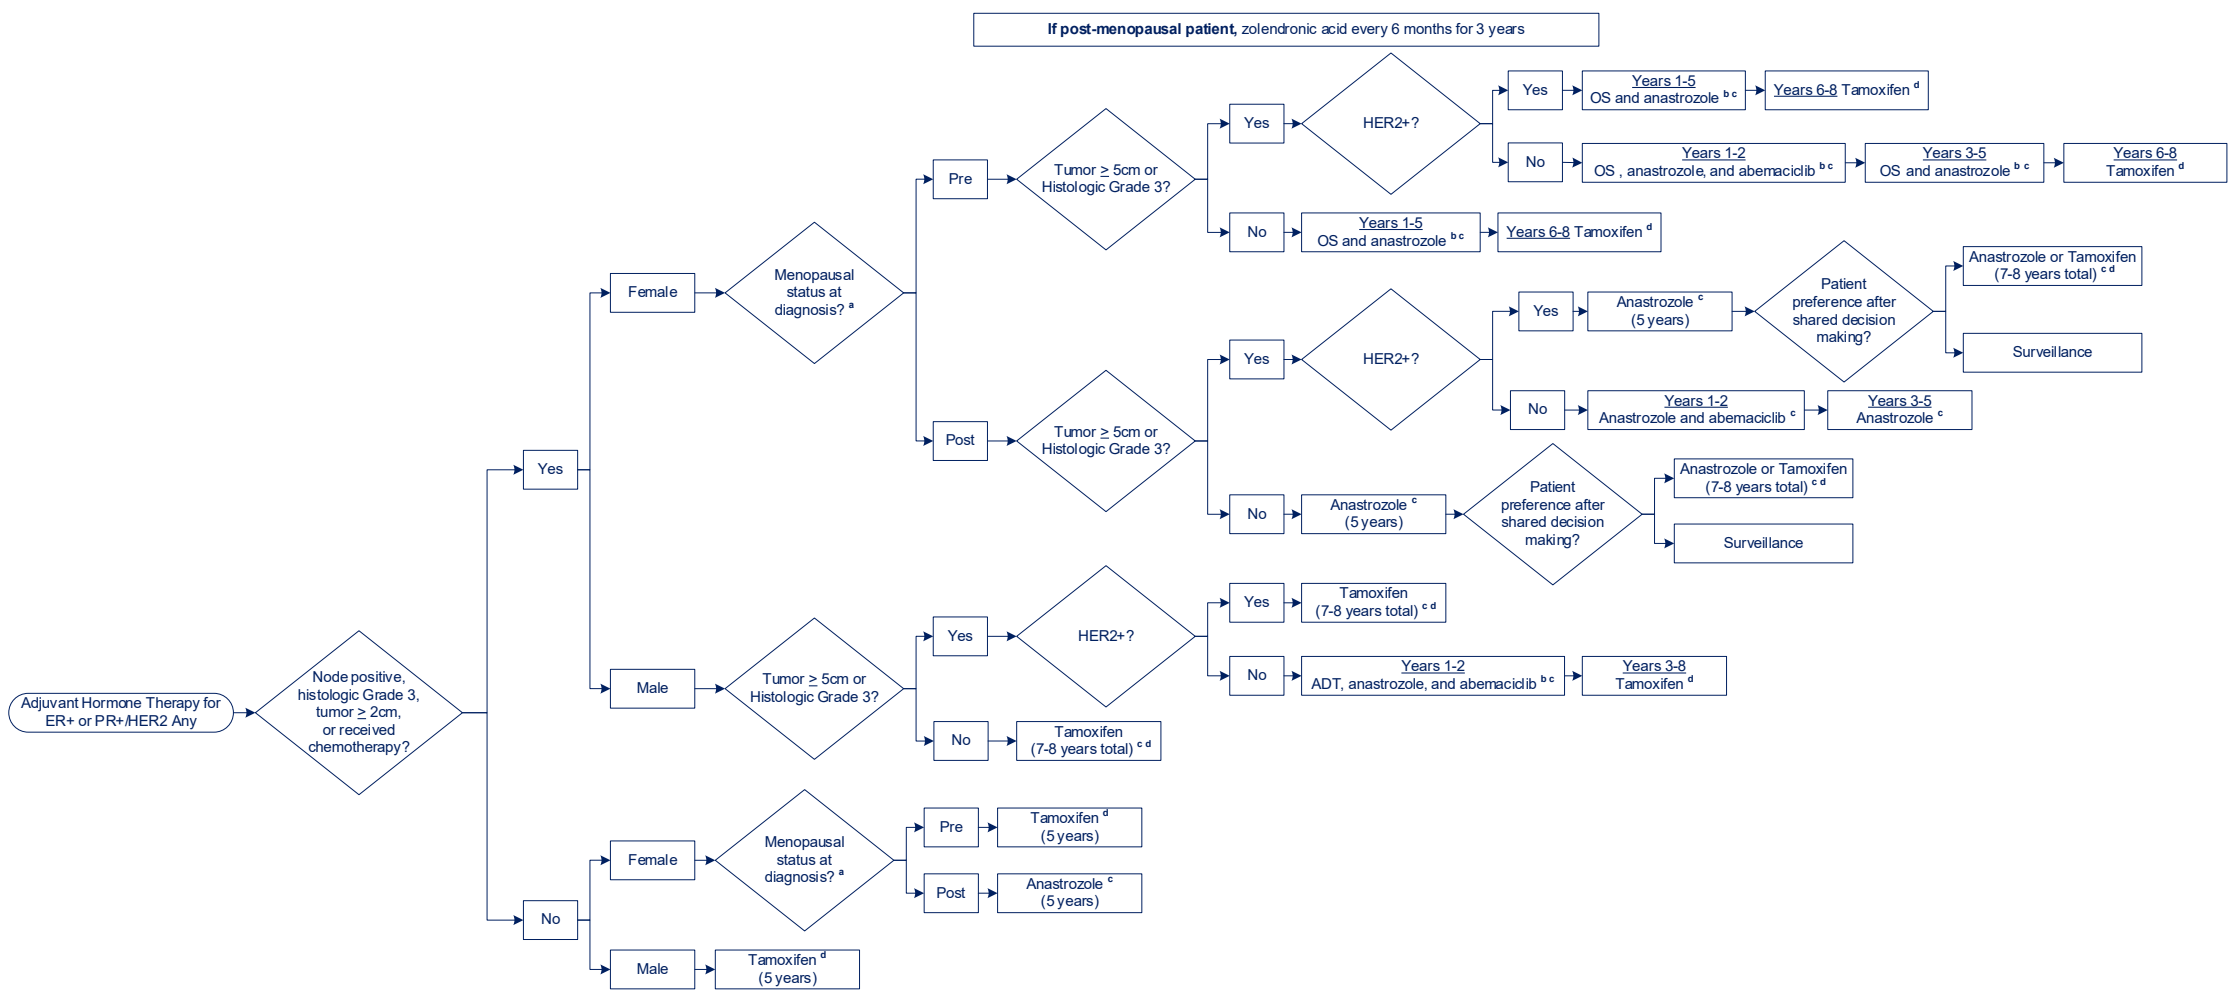 If post-menopausal patient, zolendronic acid every 6 months for 3 years
Adjuvant Hormone Therapy for
ER+ or PR+/HER2 Any
Node positive,
histologic Grade 3,
tumor ≥ 2cm,
or received
chemotherapy?
Yes
Female
Menopausal
status at
diagnosis? a
Pre
Tumor ≥ 5cm or
Histologic Grade 3?
Yes
HER2+?
Yes
Years 1-5
OS and anastrozole b c
Years 6-8 Tamoxifen d
No
Years 1-2
OS , anastrozole, and abemaciclib b c
Years 3-5
OS and anastrozole b c
Years 6-8
Tamoxifen d
No
Years 1-5
OS and anastrozole b c
Years 6-8 Tamoxifen d
Post
Tumor ≥ 5cm or
Histologic Grade 3?
Yes
HER2+?
Yes
Anastrozole c
(5 years)
Patient
preference after
shared decision
making?
Anastrozole or Tamoxifen
(7-8 years total) c d
Surveillance
No
Years 1-2
Anastrozole and abemaciclib c
Years 3-5
Anastrozole c
No
Anastrozole c
(5 years)
Patient
preference after
shared decision
making?
Anastrozole or Tamoxifen
(7-8 years total) c d
Surveillance
Male
Tumor ≥ 5cm or
Histologic Grade 3?
Yes
HER2+?
Yes
Tamoxifen
(7-8 years total) c d
No
Years 1-2
ADT, anastrozole, and abemaciclib b c
Years 3-8
Tamoxifen d
No
Tamoxifen
(7-8 years total) c d
No
Female
Menopausal
status at
diagnosis? a
Pre
Tamoxifen d
(5 years)
Post
Anastrozole c
(5 years)
Male
Tamoxifen d
(5 years)